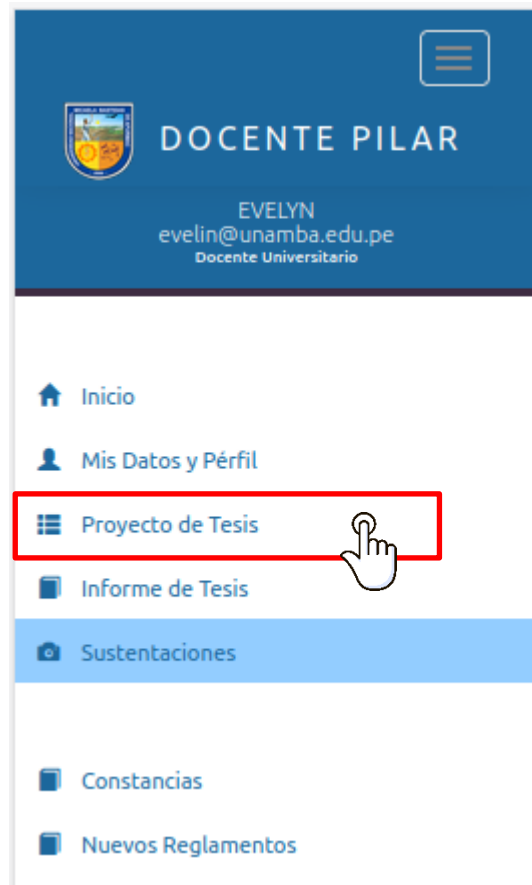 DOCENTE PILAR
EVELYN
evelin@unamba.edu.pe
Docente Universitario
Inicio
Mis Datos y Pérfil
Proyecto de Tesis
Informe de Tesis
Sustentaciones
Constancias
Nuevos Reglamentos